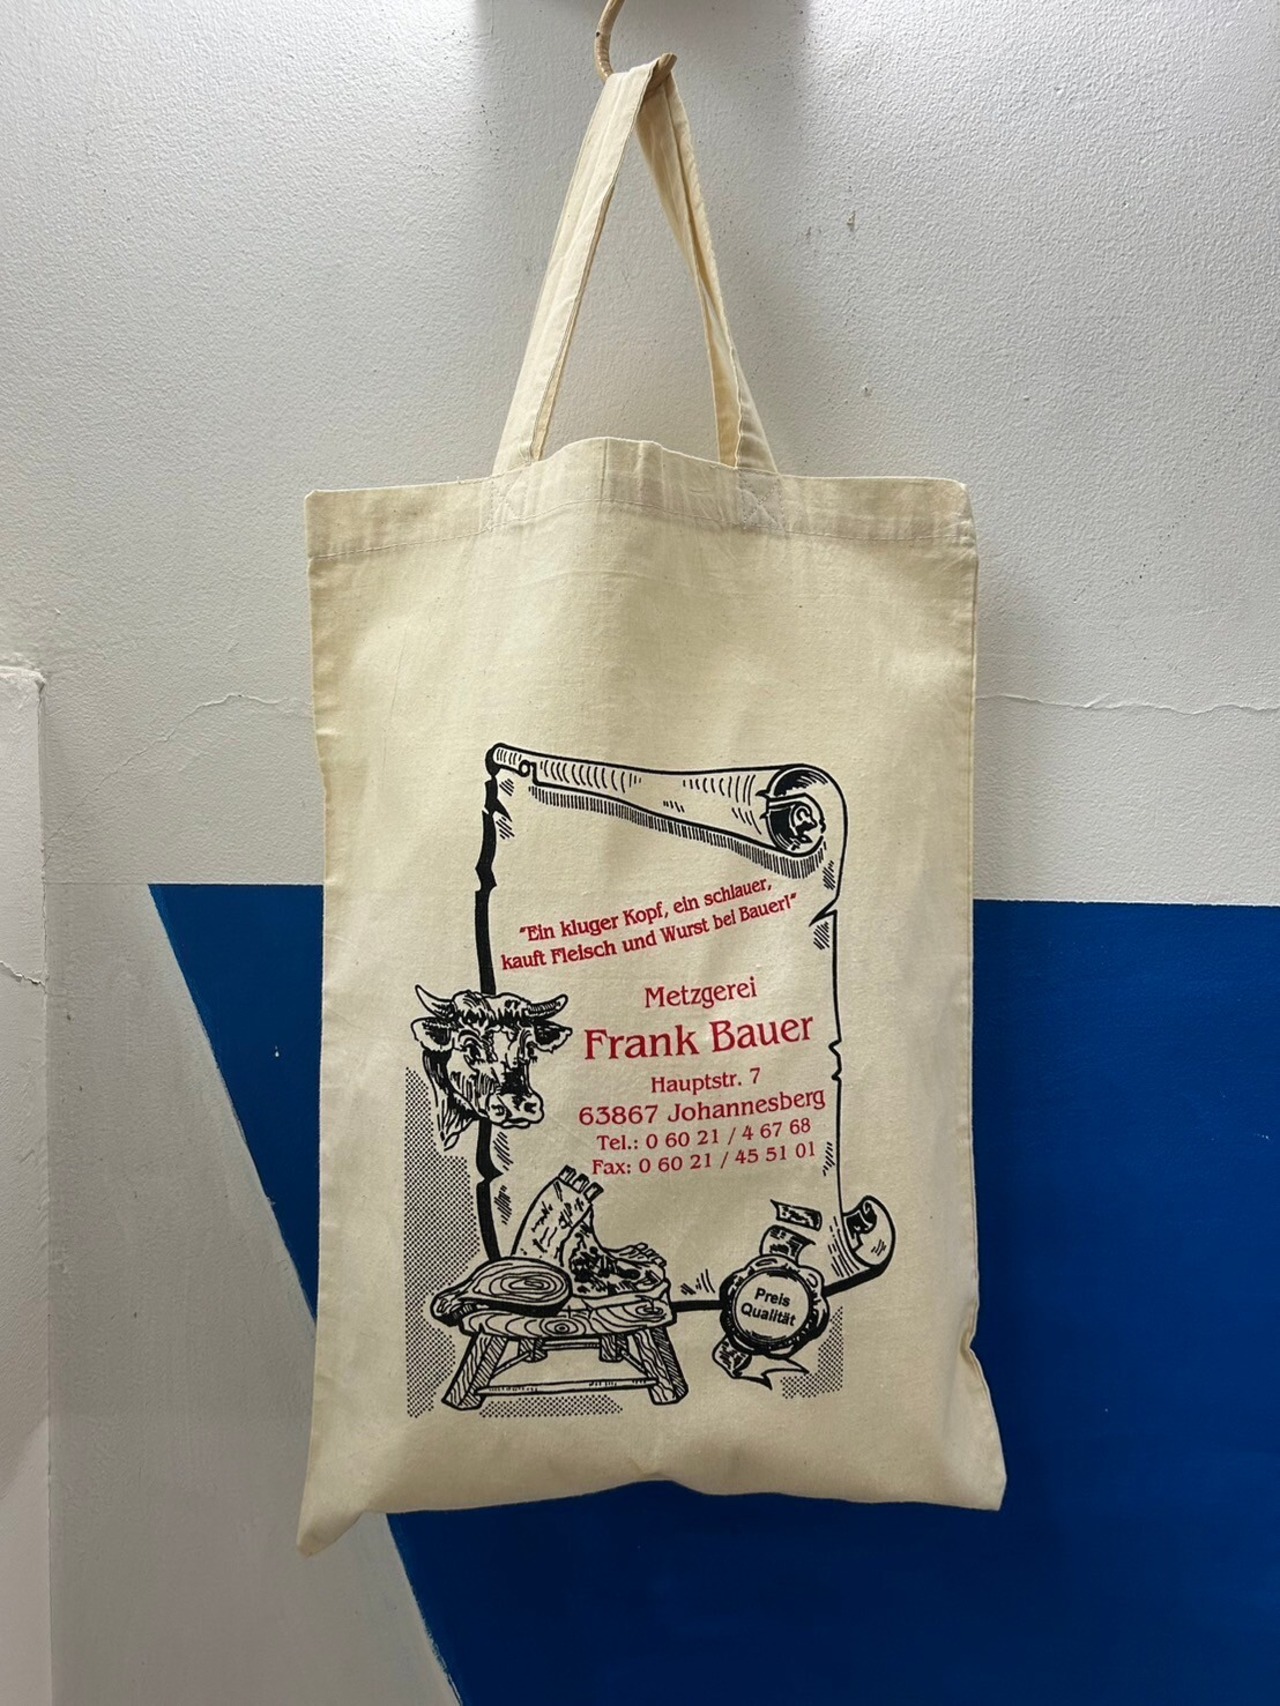 "Ein kluger Kopf, ein schlauer,
kauft Fleisch und Wurst bei Bauer!"
Metzgerei
Frank Bauer
Hauptstr. 7
63867 Johannesberg
Tel.: 0 60 21 / 4 67 68
Fax: 0 60 21 / 45 51 01
Preis
Qualität